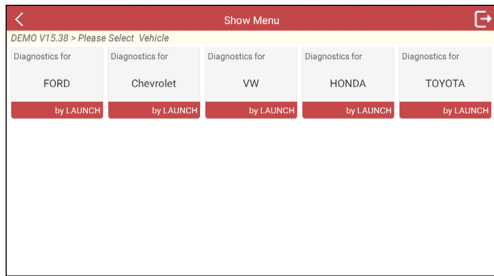 Show Menu
DEMO V15.38 > Please Select Vehicle
Diagnostics for
FORD
by LAUNCH
Diagnostics for
Chevrolet
by LAUNCH
Diagnostics for
VW
by LAUNCH
Diagnostics for
HONDA
by LAUNCH
Diagnostics for
TOYOTA
by LAUNCH